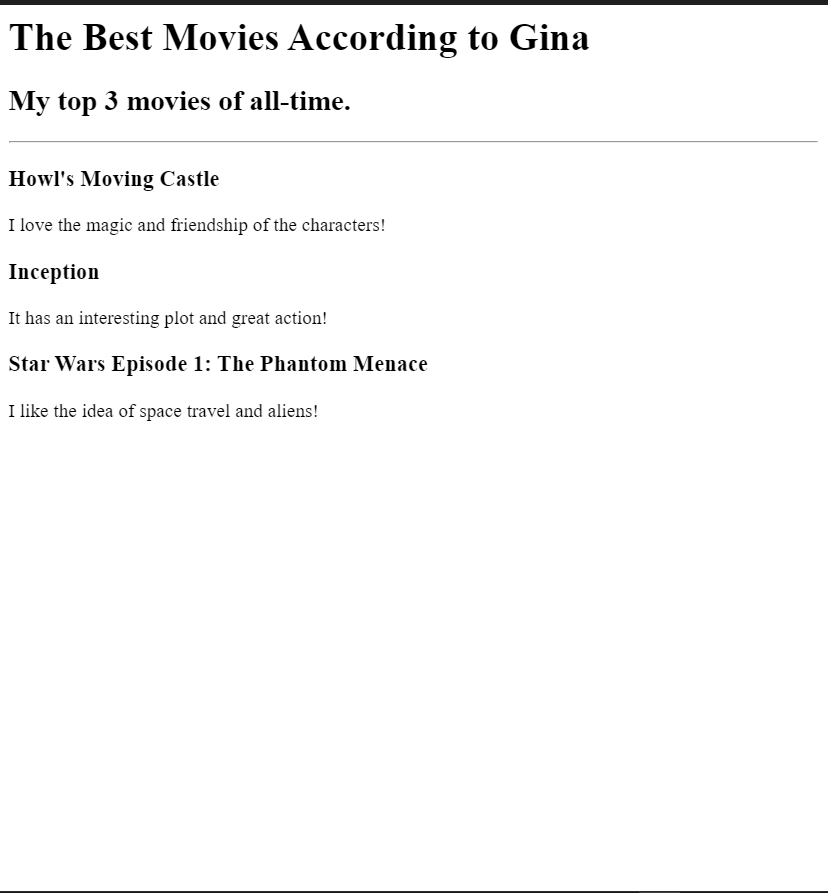 The Best Movies According to Gina
My top 3 movies of all-time.
Howl's Moving Castle
I love the magic and friendship of the characters!
Inception
It has an interesting plot and great action!
Star Wars Episode 1: The Phantom Menace
I like the idea of space travel and aliens!